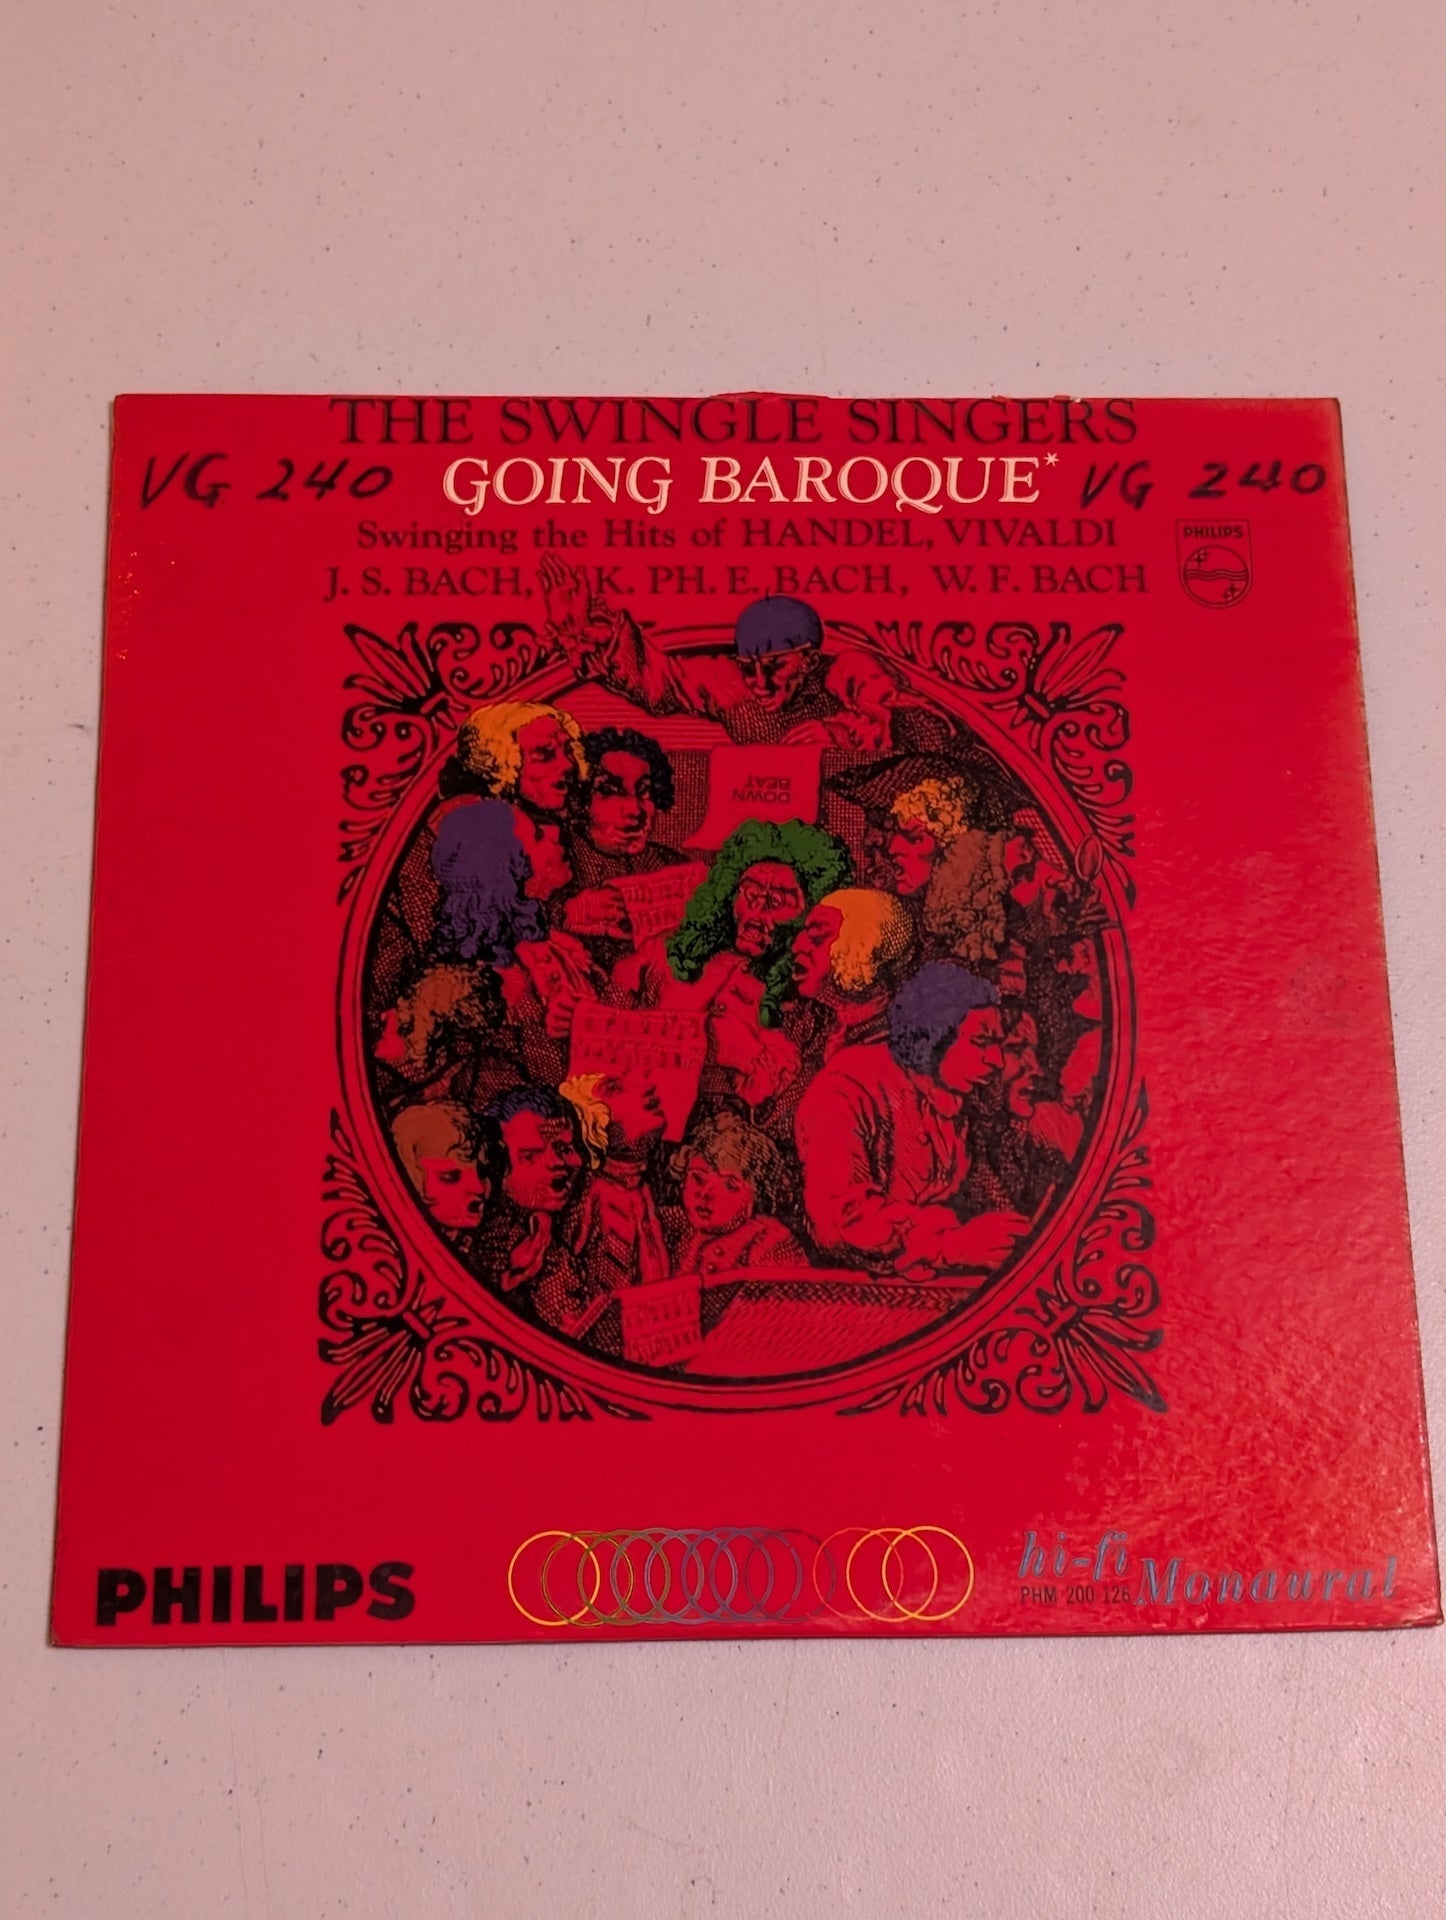 THE SWINGLE SINGERS
VG 240 GOING BAROQUE* VG 240
Swinging the Hits of HANDEL, VIVALDI
PHILIPS
J. S. BACH, K. PH. E. BACH, W. F. BACH
DOWN
BEAT
PHILIPS
hi-fi
PHM 200-126 Monaural